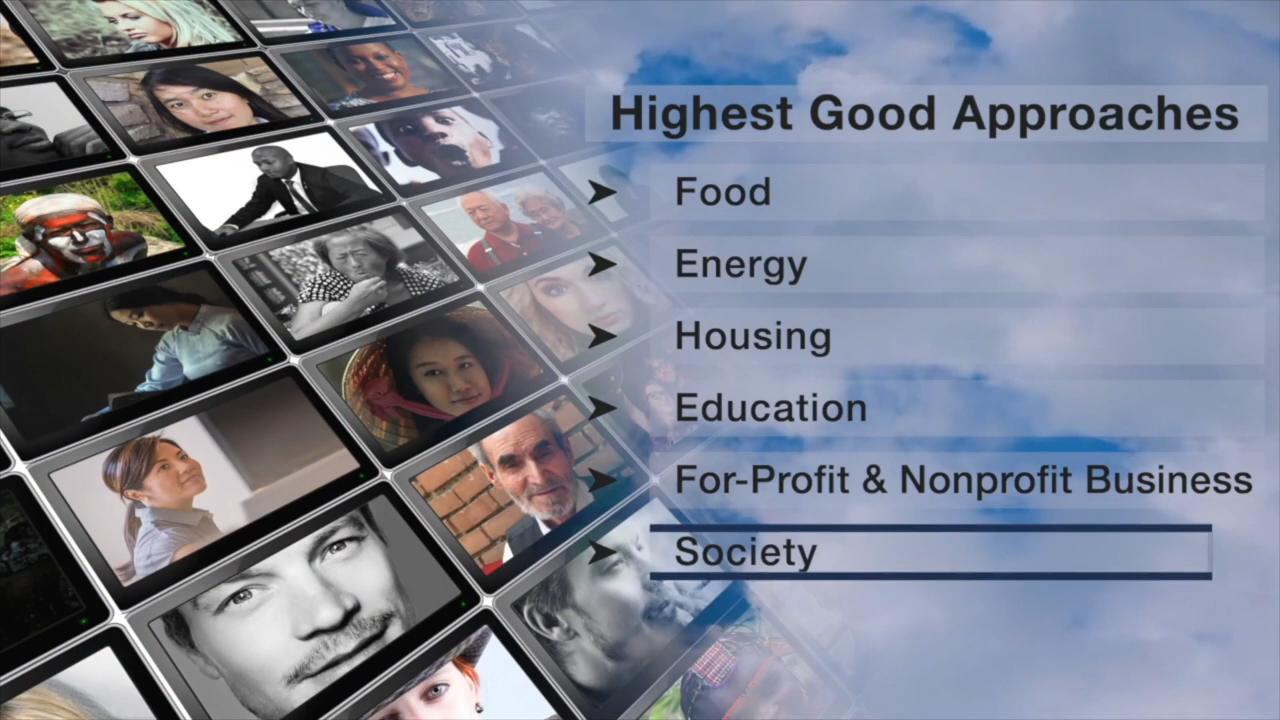 Highest Good Approaches
Food
Energy
Housing
Education
For-Profit & Nonprofit Business
Society